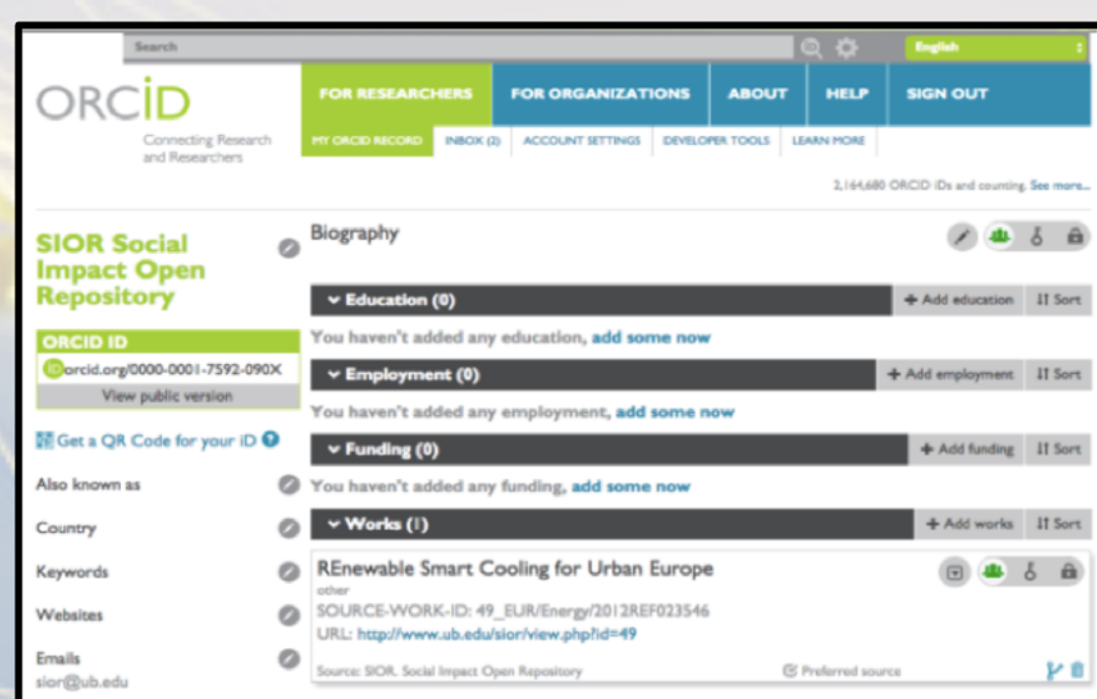 Search
English
ORCID
Connecting Research
and Researchers
FOR RESEARCHERS FOR ORGANIZATIONS ABOUT HELP SIGN OUT
MY ORCID RECORD INBOX (2) ACCOUNT SETTINGS DEVELOPER TOOLS LEARN MORE
2,164,680 ORCID iDs and counting. See more...
SIOR Social
Impact Open
Repository
ORCID ID
iD orcid.org/0000-0001-7592-090X
View public version
Get a QR Code for your iD ?
Also known as
Country
Keywords
Websites
Emails
sior@ub.edu
Biography
Education (0) + Add education Sort
You haven't added any education, add some now
Employment (0) + Add employment Sort
You haven't added any employment, add some now
Funding (0) + Add funding Sort
You haven't added any funding, add some now
Works (1) + Add works Sort
REnewable Smart Cooling for Urban Europe
other
SOURCE-WORK-ID: 49_EUR/Energy/2012REF023546
URL: http://www.ub.edu/sior/view.php?id=49
Source: SIOR. Social Impact Open Repository Preferred source